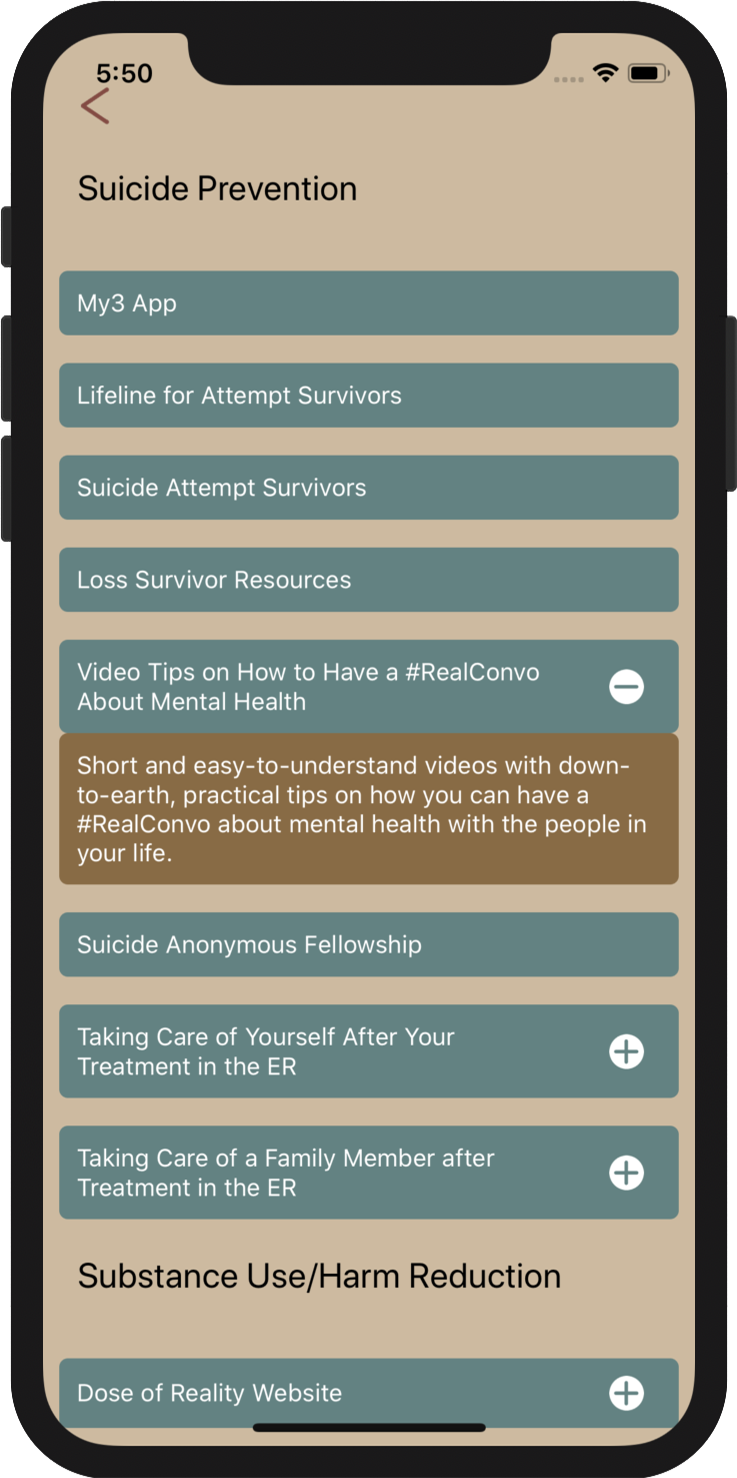 5:50
Suicide Prevention
My3 App
Lifeline for Attempt Survivors
Suicide Attempt Survivors
Loss Survivor Resources
Video Tips on How to Have a #RealConvo
About Mental Health
Short and easy-to-understand videos with down-
to-earth, practical tips on how you can have a
#RealConvo about mental health with the people in
your life.
Suicide Anonymous Fellowship
Taking Care of Yourself After Your
Treatment in the ER
Taking Care of a Family Member after
Treatment in the ER
Substance Use/Harm Reduction
Dose of Reality Website